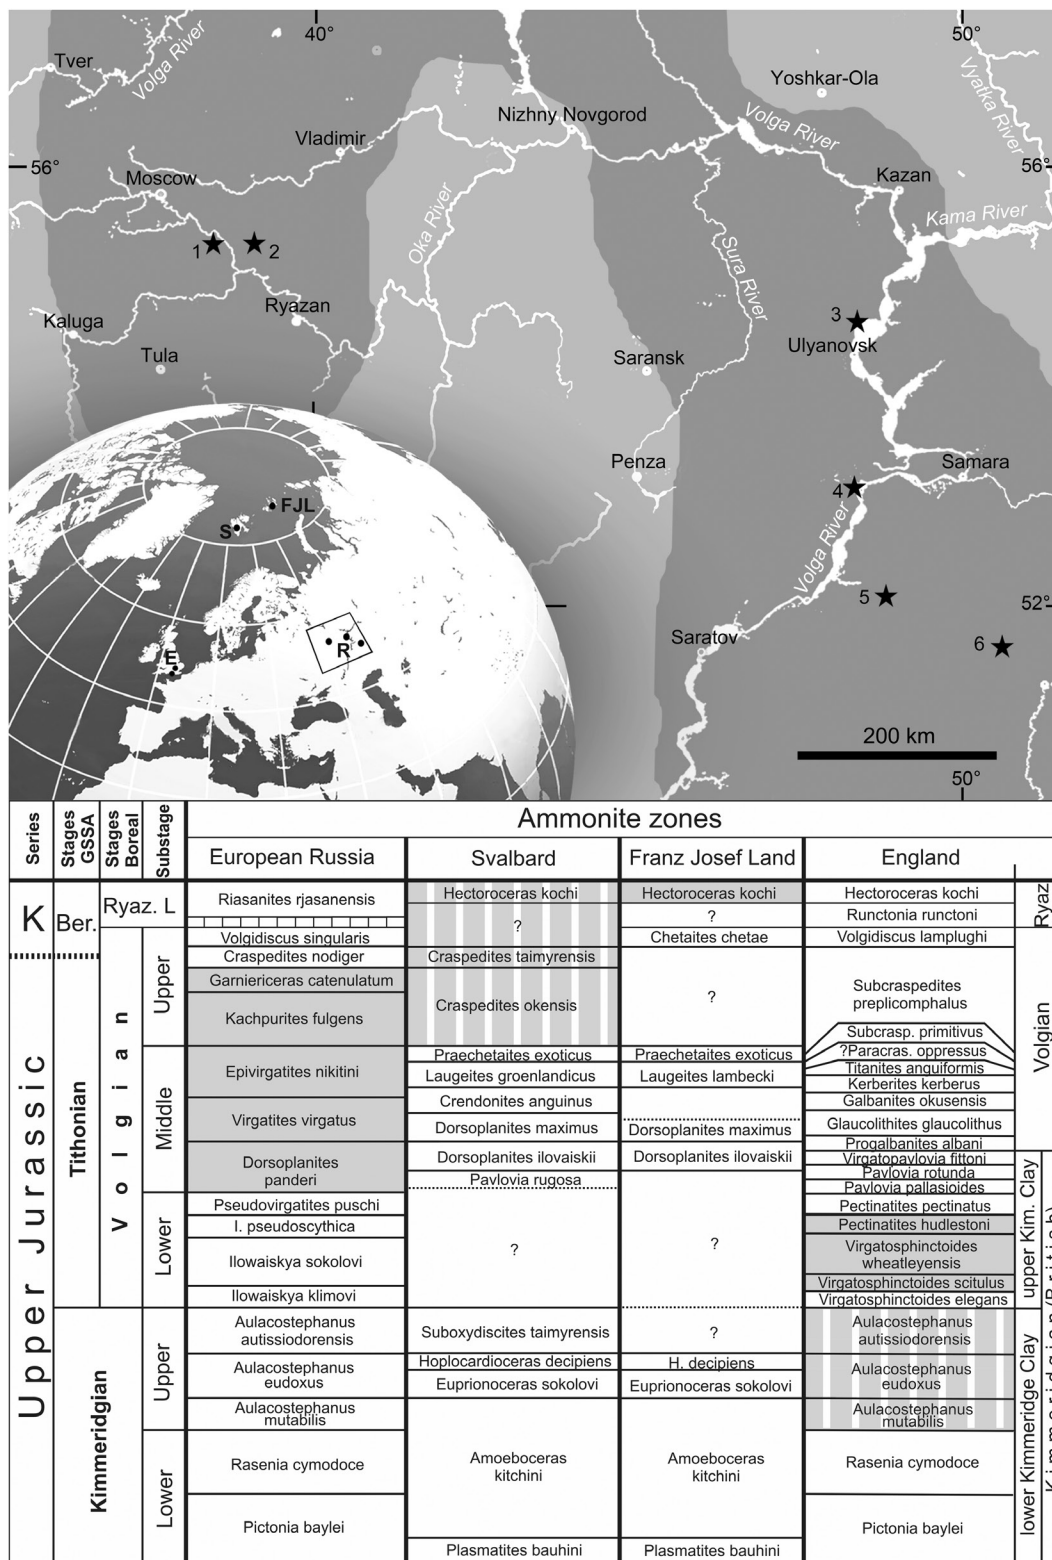 40°
50°
Tver
Volga River
Yoshkar-Ola
Vyatka River
Nizhny Novgorod
Vladimir
Volga River
56°
56°
Moscow
Kazan
Oka River
Kama River
1
2
Sura River
Ryazan
3
Kaluga
Ulyanovsk
Tula
Saransk
Penza
Samara
4
FJL
S
Volga River
5
52°
R
E
Saratov
6
200 km
50°
Series
Stages
GSSA
Stages
Boreal
Substage
Ammonite zones
European Russia
Svalbard
Franz Josef Land
England
K
Upper Jurassic
Ber.
Tithonian
Kimmeridgian
Ryaz. L
Volgian
Upper
Middle
Lower
Upper
Lower
Riasanites rjasanensis
Volgidiscus singularis
Craspedites nodiger
Garniericeras catenulatum
Kachpurites fulgens
Epivirgatites nikitini
Virgatites virgatus
Dorsoplanites
panderi
Pseudovirgatites puschi
I. pseudoscythica
Ilowaiskya sokolovi
Ilowaiskya klimovi
Aulacostephanus
autissiodorensis
Aulacostephanus
eudoxus
Aulacostephanus
mutabilis
Rasenia cymodoce
Pictonia baylei
Hectoroceras kochi
?
Craspedites taimyrensis
Craspedites okensis
Praechetaites exoticus
Laugeites groenlandicus
Crendonites anguinus
Dorsoplanites maximus
Dorsoplanites ilovaiskii
Pavlovia rugosa
?
Suboxydiscites taimyrensis
Hoplocardioceras decipiens
Euprionoceras sokolovi
Amoeboceras
kitchini
Plasmatites bauhini
Hectoroceras kochi
?
Chetaites chetae
?
Praechetaites exoticus
Laugeites lambecki
Dorsoplanites maximus
Dorsoplanites ilovaiskii
?
?
H. decipiens
Euprionoceras sokolovi
Amoeboceras
kitchini
Plasmatites bauhini
Hectoroceras kochi
Runctonia runctoni
Volgidiscus lamplughi
Subcraspedites
preplicomphalus
Subcrasp. primitivus
?Paracras. oppressus
Titanites anguiformis
Kerberites kerberus
Galbanites okusensis
Glaucolithites glaucolithus
Progalbanites albani
Virgatopavlovia fittoni
Pavlovia rotunda
Pavlovia pallasioides
Pectinatites pectinatus
Pectinatites hudlestoni
Virgatosphinctoides
wheatleyensis
Virgatosphinctoides scitulus
Virgatosphinctoides elegans
Aulacostephanus
autissiodorensis
Aulacostephanus
eudoxus
Aulacostephanus
mutabilis
Rasenia cymodoce
Pictonia baylei
Ryaz
Volgian
upper Kim. Clay
lower Kimmeridge Clay
Kimmeridgian (British)